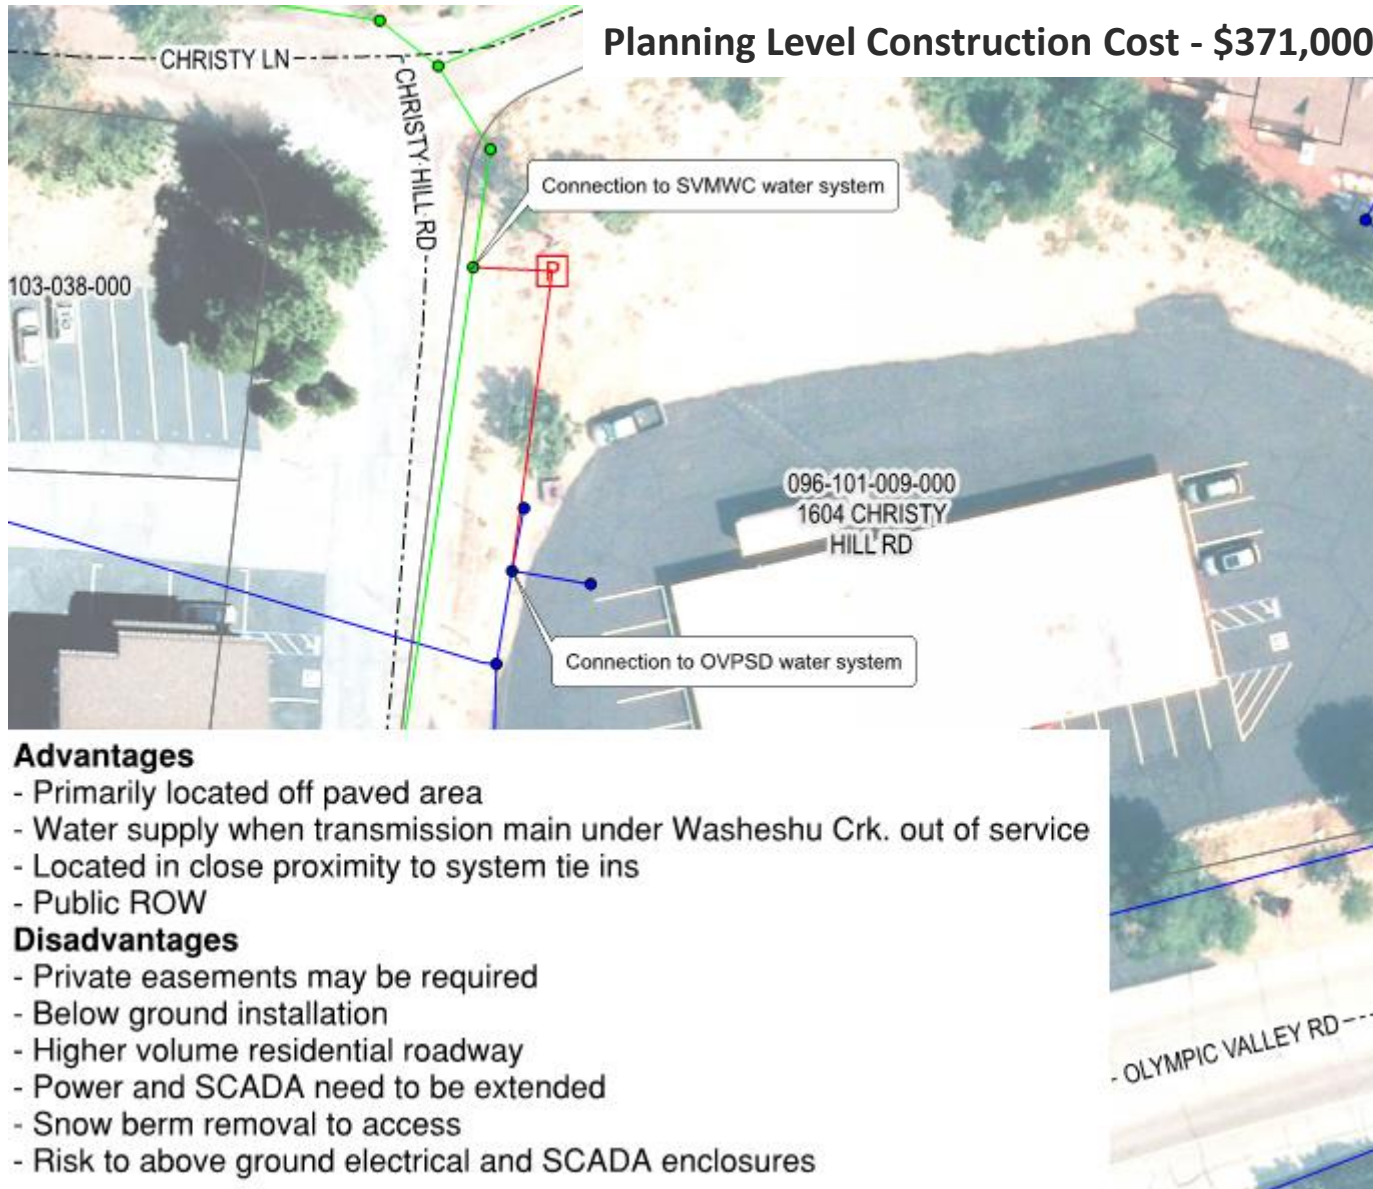 Planning Level Construction Cost - $371,000
CHRISTY LN
CHRISTY HILL RD
Connection to SVMWC water system
P
103-038-000
096-101-009-000
1604 CHRISTY
HILL RD
Connection to OVPSD water system
Advantages
- Primarily located off paved area
- Water supply when transmission main under Washeshu Crk. out of service
- Located in close proximity to system tie ins
- Public ROW
Disadvantages
- Private easements may be required
- Below ground installation
- Higher volume residential roadway
- Power and SCADA need to be extended
- Snow berm removal to access
- Risk to above ground electrical and SCADA enclosures
OLYMPIC VALLEY RD